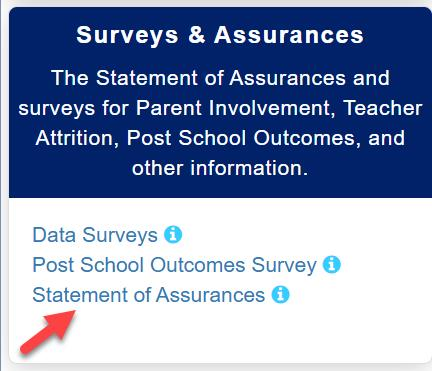 Surveys & Assurances
The Statement of Assurances and
surveys for Parent Involvement, Teacher
Attrition, Post School Outcomes, and
other information.
Data Surveys
Post School Outcomes Survey
Statement of Assurances